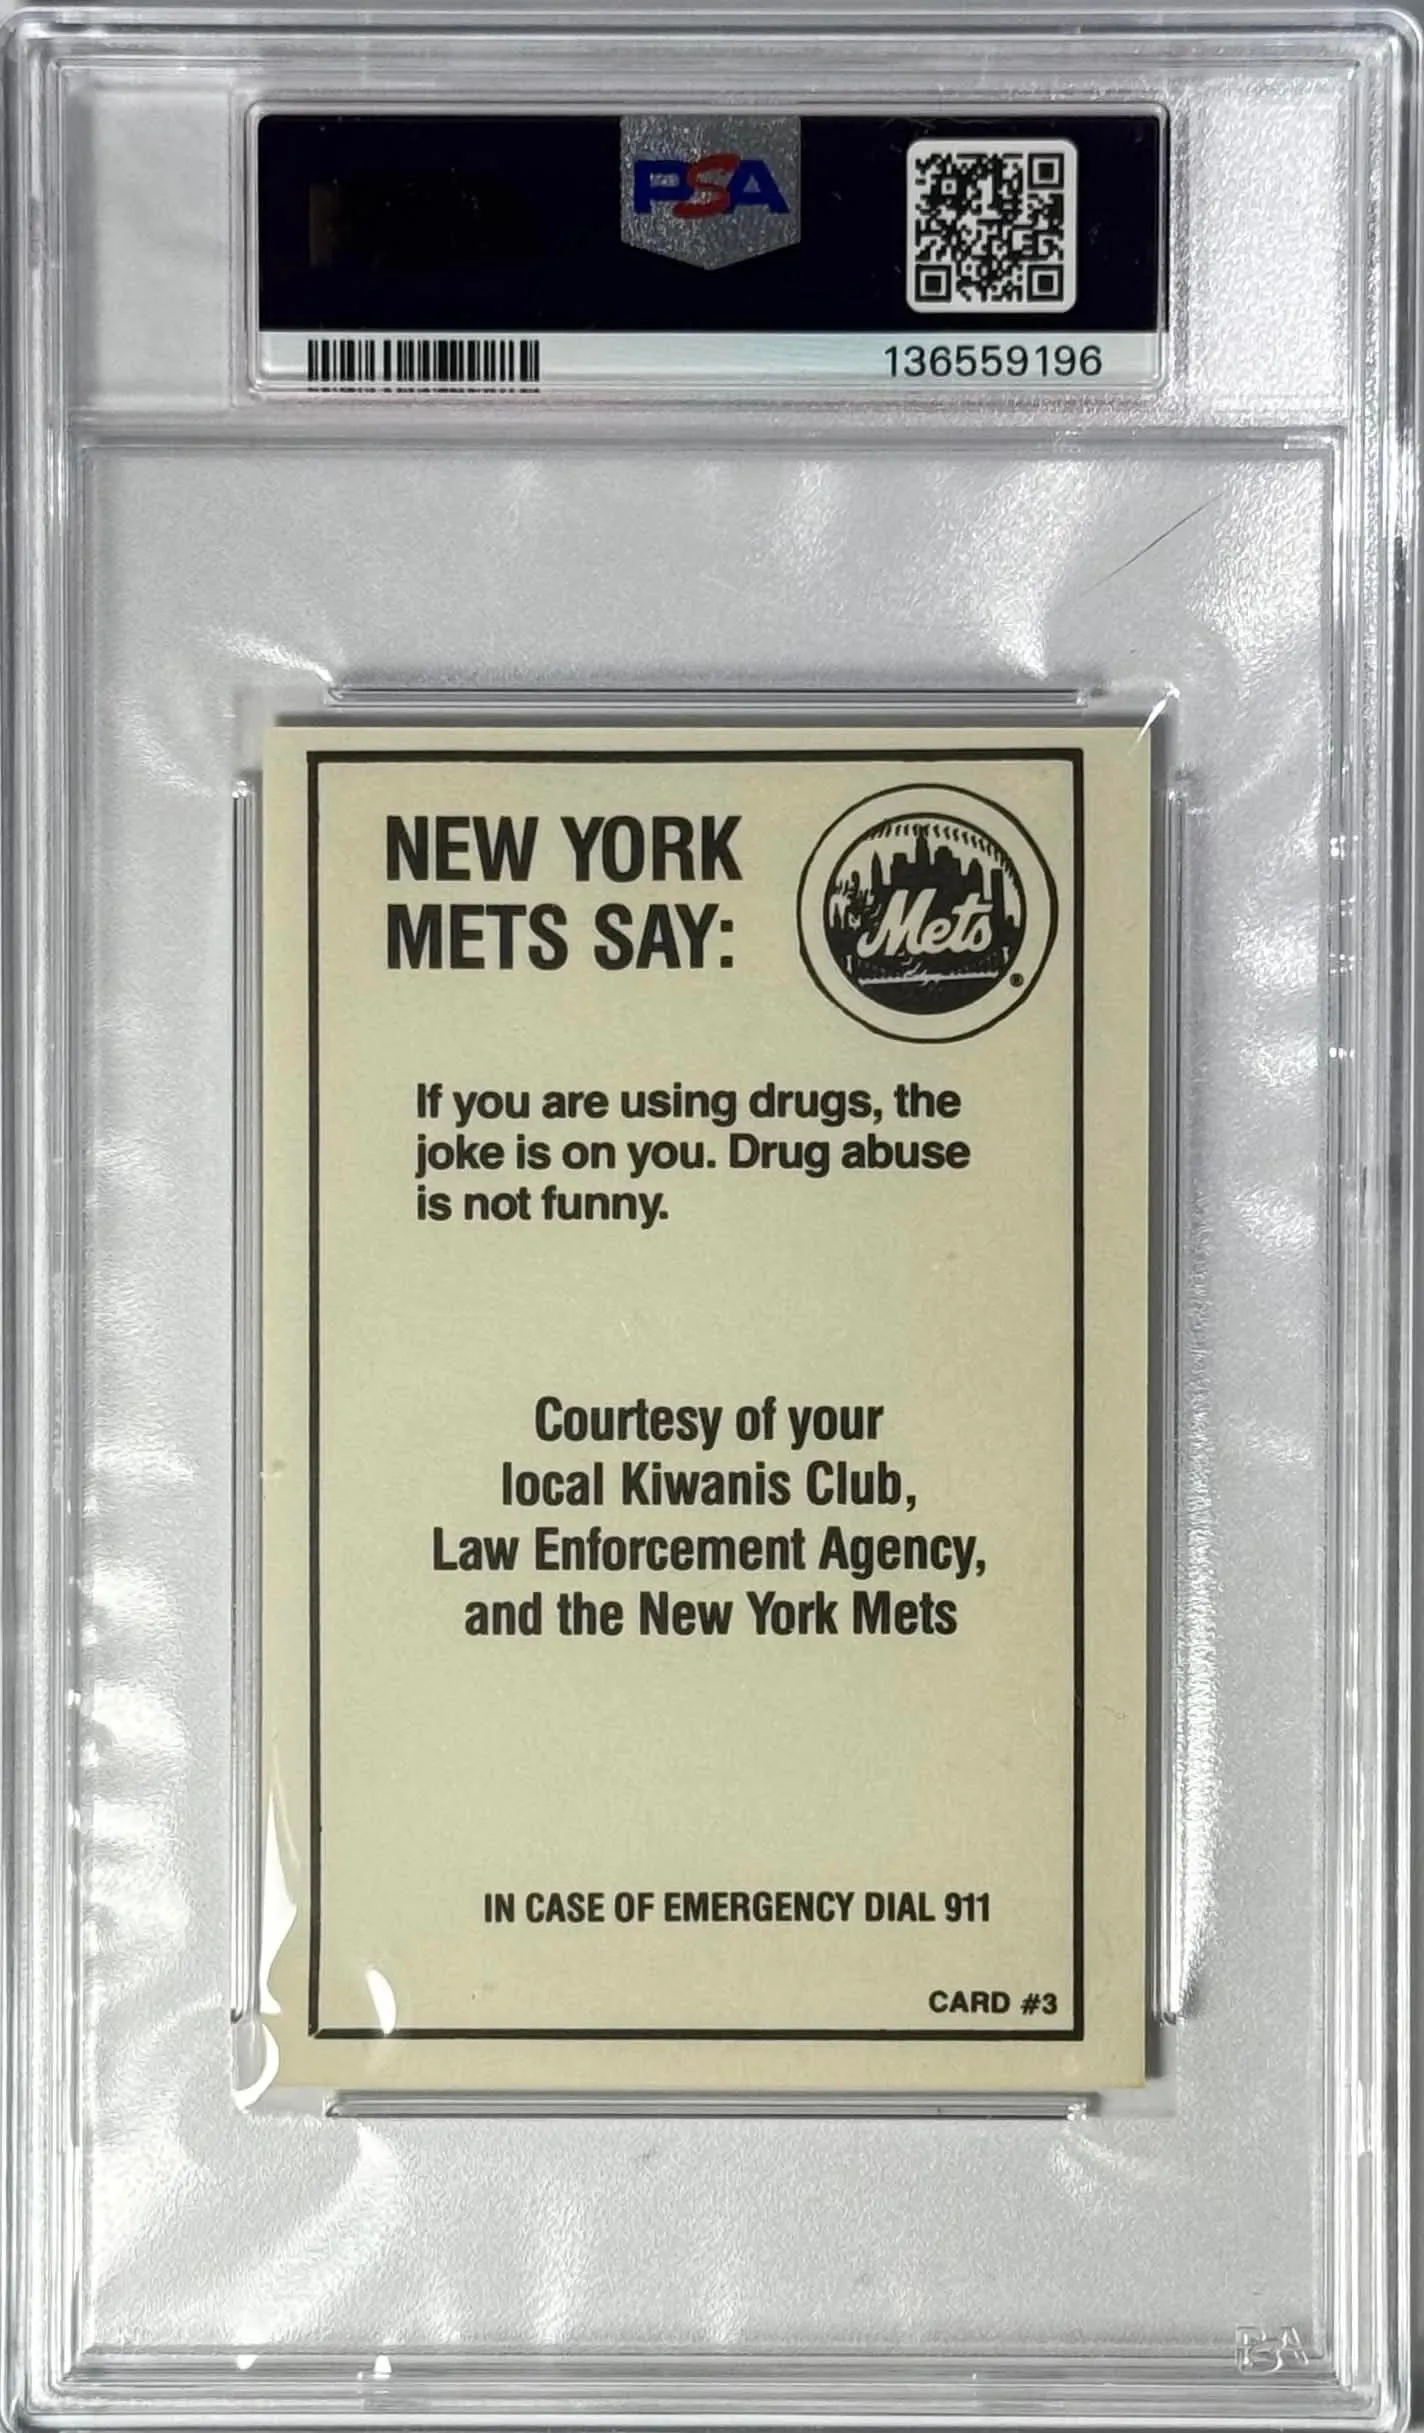 PSA
136559196
NEW YORK
METS SAY:
Mets
®
If you are using drugs, the
joke is on you. Drug abuse
is not funny.
Courtesy of your
local Kiwanis Club,
Law Enforcement Agency,
and the New York Mets
IN CASE OF EMERGENCY DIAL 911
CARD #3
PSA